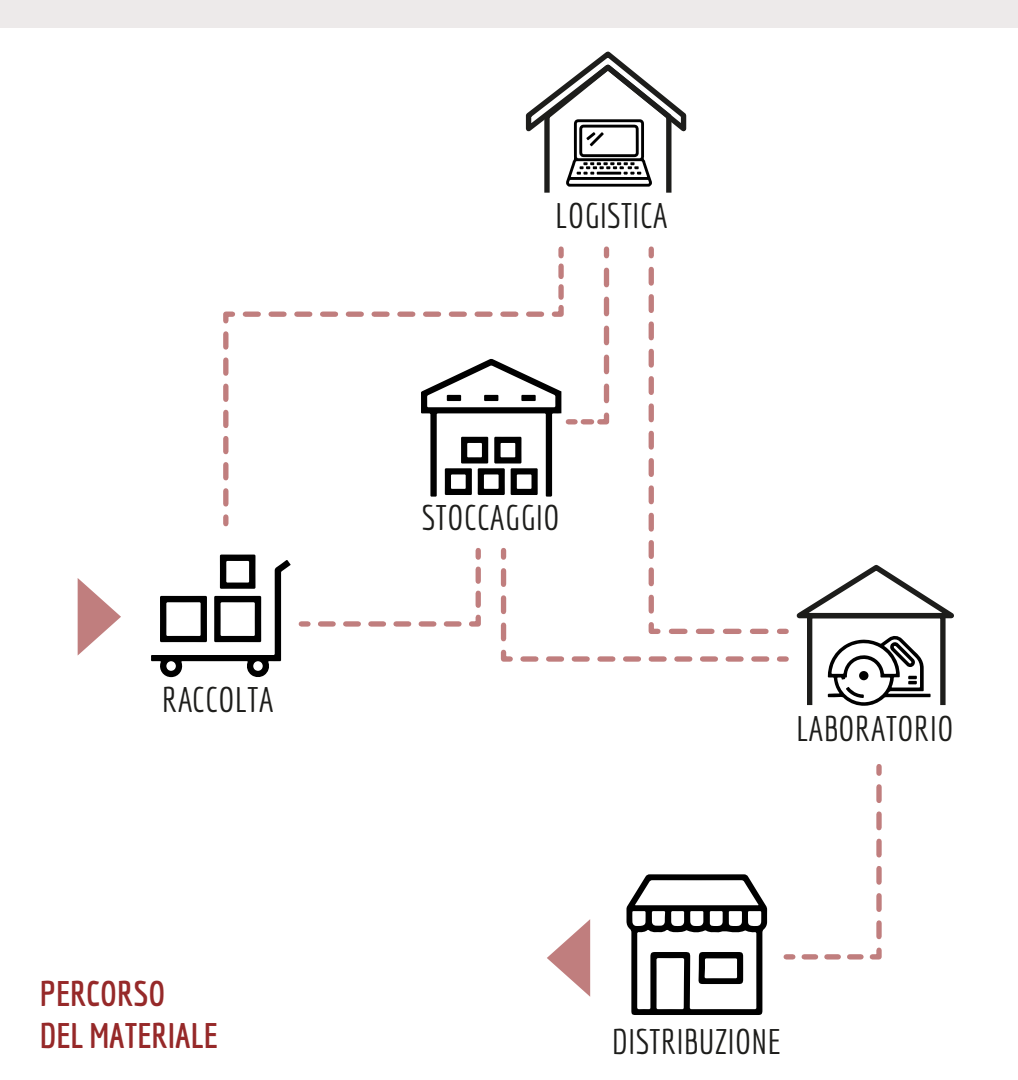 LOGISTICA
STOCCAGGIO
RACCOLTA
LABORATORIO
DISTRIBUZIONE
PERCORSO
DEL MATERIALE